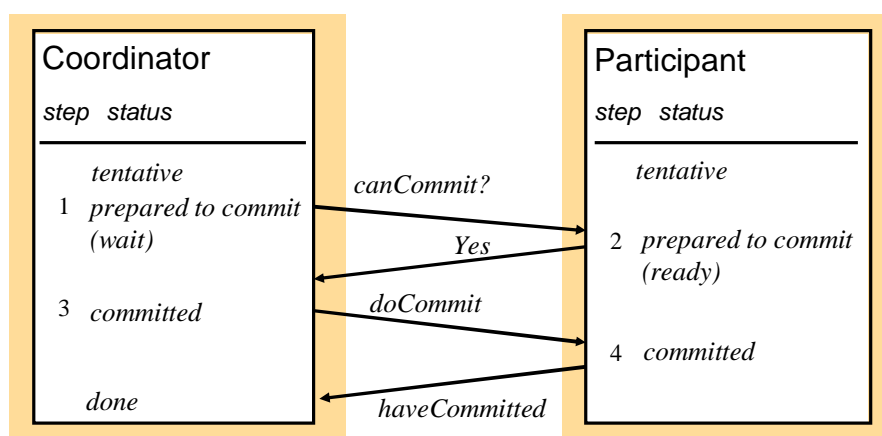 Coordinator
step status
tentative
1 prepared to commit
(wait)
3 committed
done
canCommit?
Yes
doCommit
haveCommitted
Participant
step status
tentative
2 prepared to commit
(ready)
4 committed